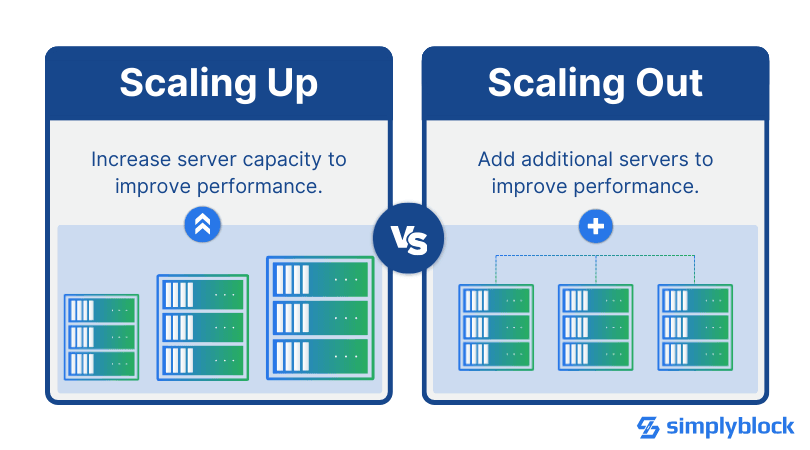 Scaling Up
Increase server capacity to
improve performance.
VS
Scaling Out
Add additional servers to
improve performance.
simplyblock